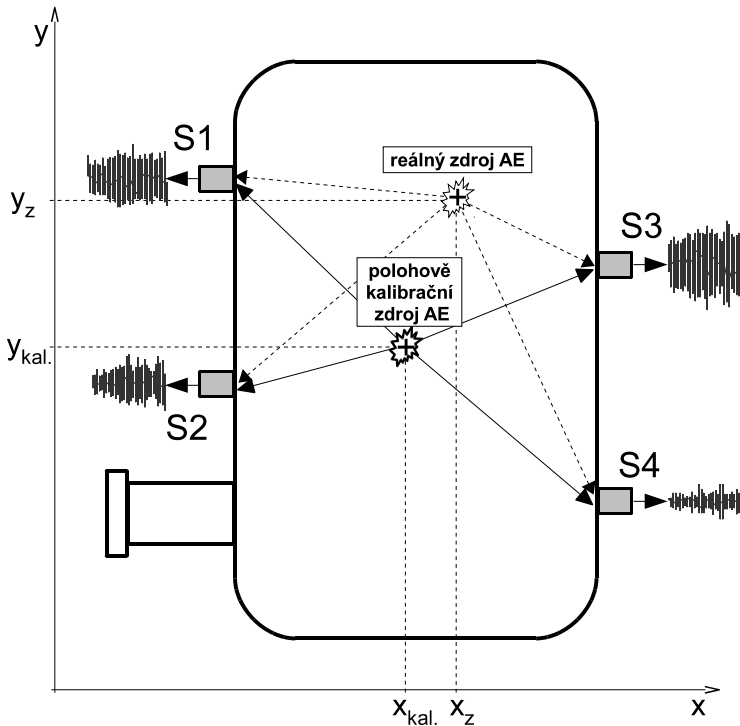 y
S1
reálný zdroj AE
y_z
S3
polohově
kalibrační
zdroj AE
y_kal.
S2
S4
x_kal.
x_z
x